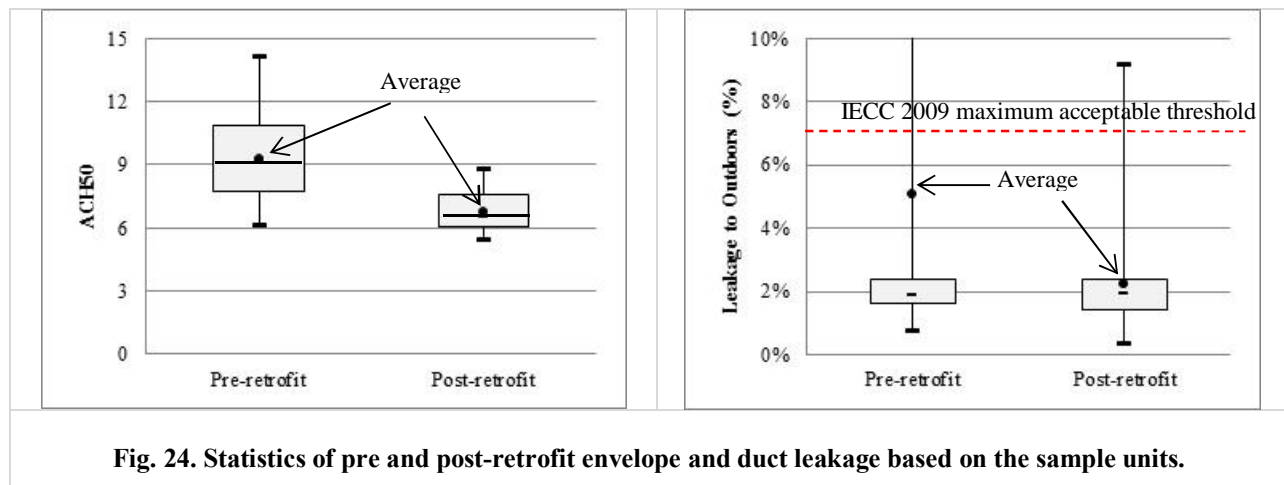 15
12
9
6
3
0
ACH50
Average
Pre-retrofit
Post-retrofit
10%
8%
6%
4%
2%
0%
Leakage to Outdoors (%)
IECC 2009 maximum acceptable threshold
Average
Pre-retrofit
Post-retrofit
Fig. 24. Statistics of pre and post-retrofit envelope and duct leakage based on the sample units.